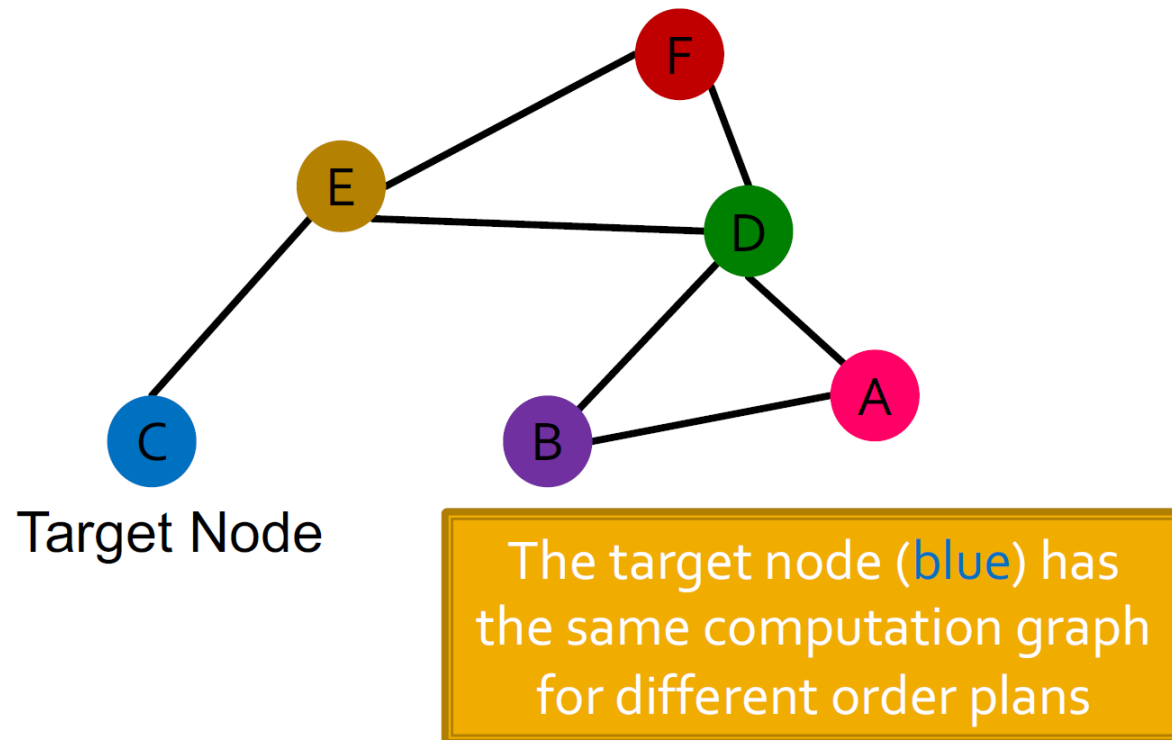 F
E
D
A
C
B
Target Node
The target node (blue) has
the same computation graph
for different order plans